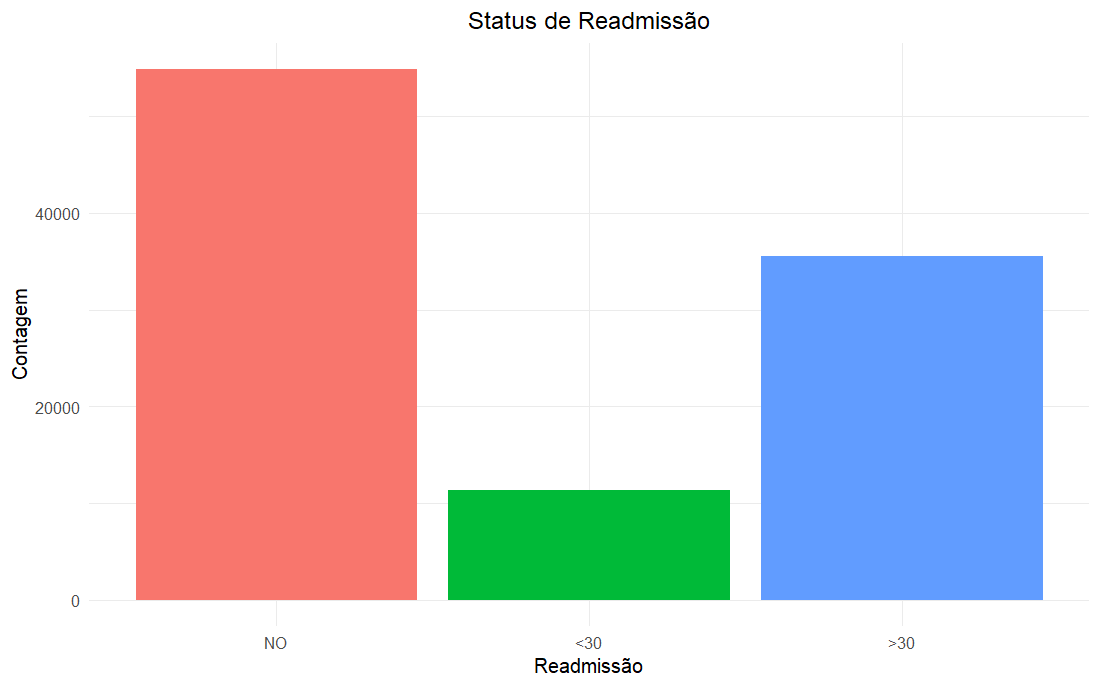 Status de Readmissão
Contagem
40000
20000
0
NO
<30
>30
Readmissão